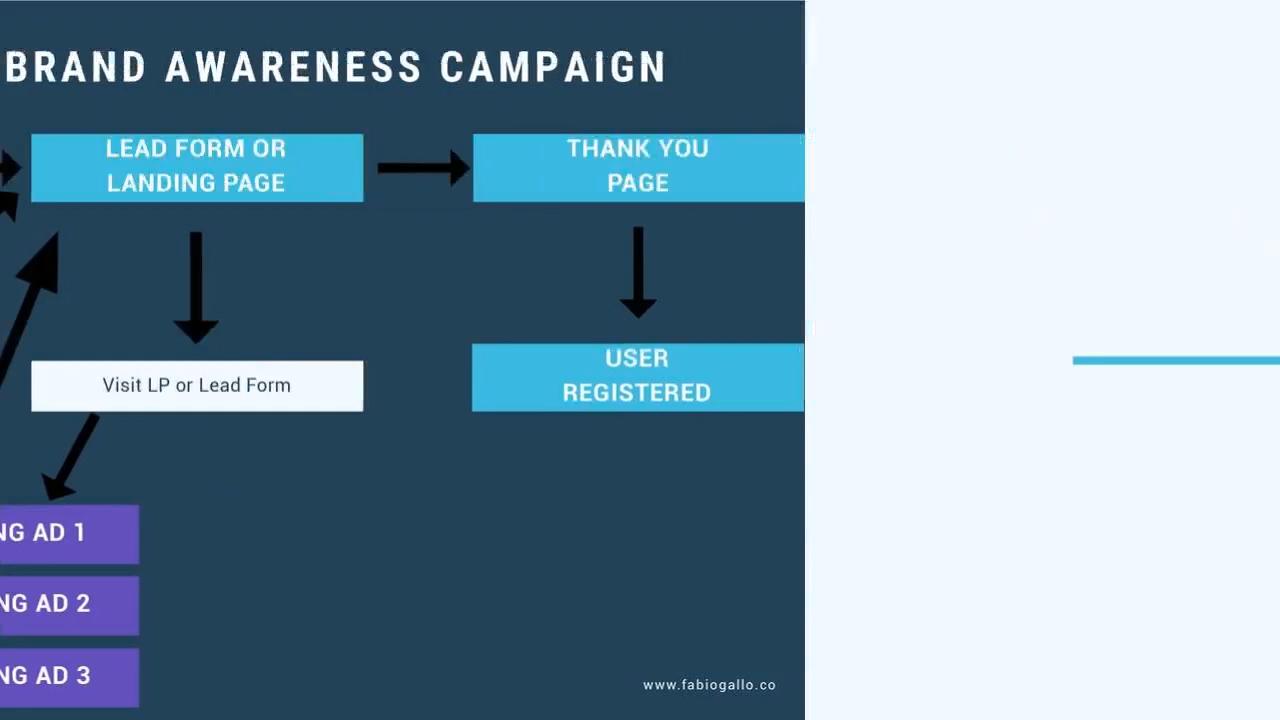 BRAND AWARENESS CAMPAIGN
LEAD FORM OR
LANDING PAGE
THANK YOU
PAGE
Visit LP or Lead Form
USER
REGISTERED
NG AD 1
NG AD 2
NG AD 3
www.fabiogallo.co